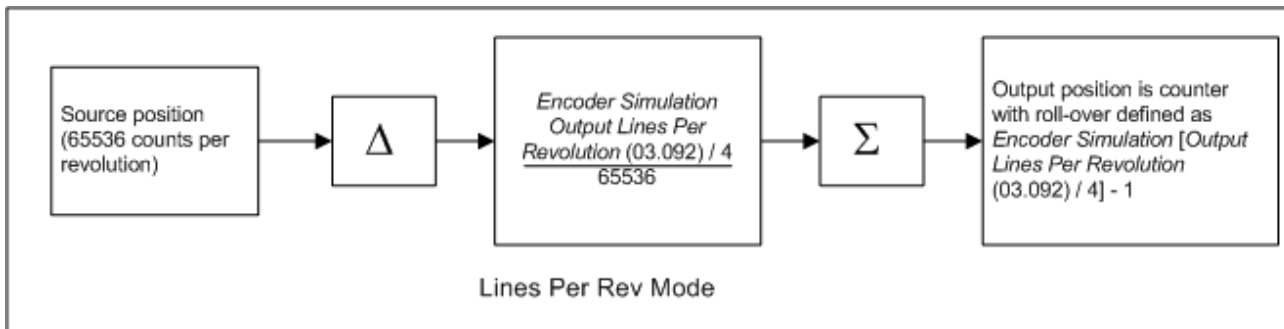 Source position
(65536 counts per
revolution)
Δ
Encoder Simulation
Output Lines Per
Revolution (03.092) / 4
65536
Σ
Output position is counter
with roll-over defined as
Encoder Simulation [Output
Lines Per Revolution
(03.092) / 4] - 1
Lines Per Rev Mode